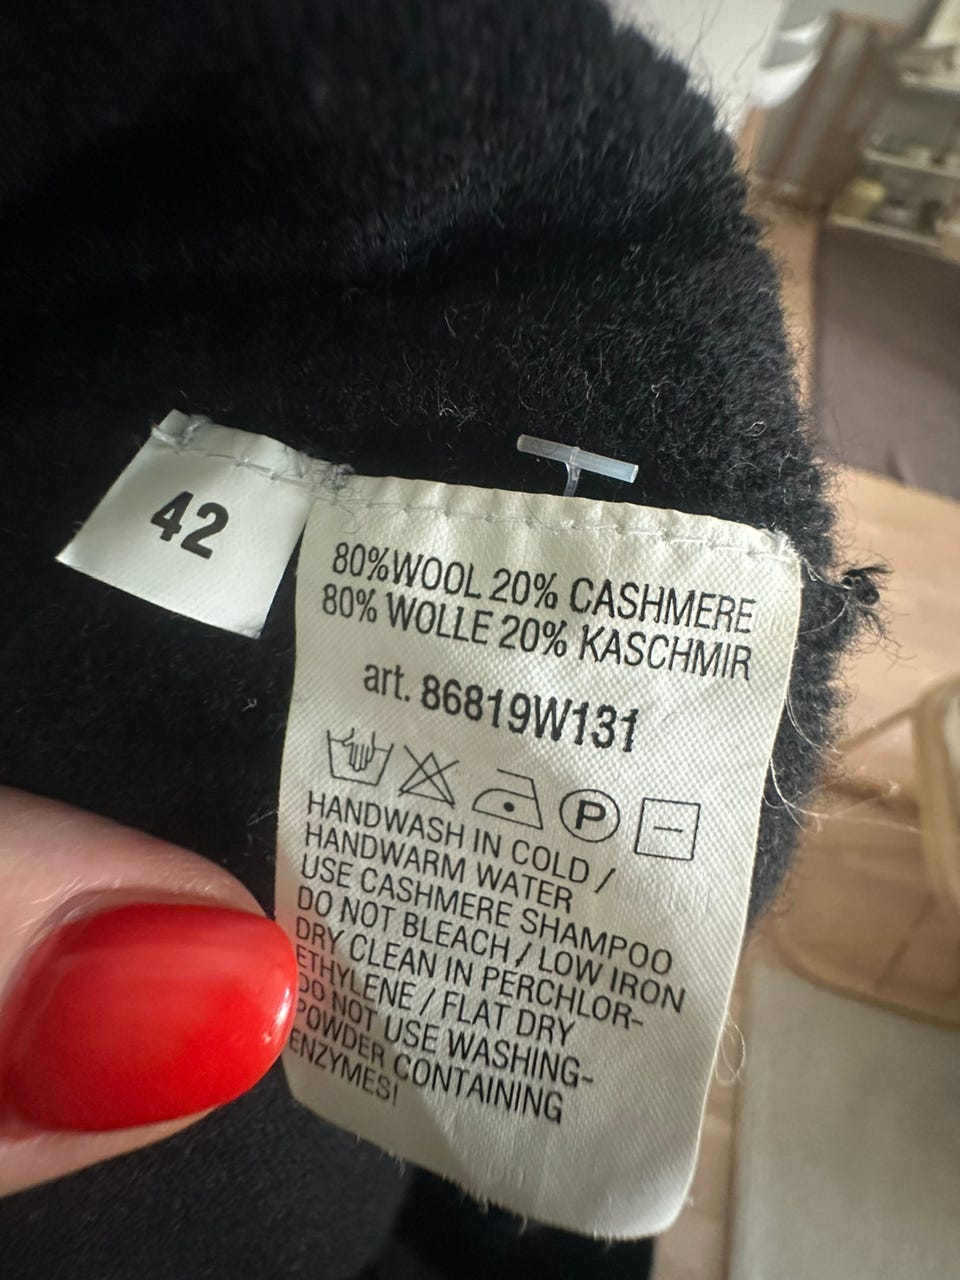 42
80%WOOL 20% CASHMERE
80% WOLLE 20% KASCHMIR
art. 86819W131
P
HANDWASH IN COLD /
HANDWARM WATER
USE CASHMERE SHAMPOO
DO NOT BLEACH / LOW IRON
DRY CLEAN IN PERCHLOR-
ETHYLENE / FLAT DRY
DO NOT USE WASHING-
POWDER CONTAINING
ENZYMES!